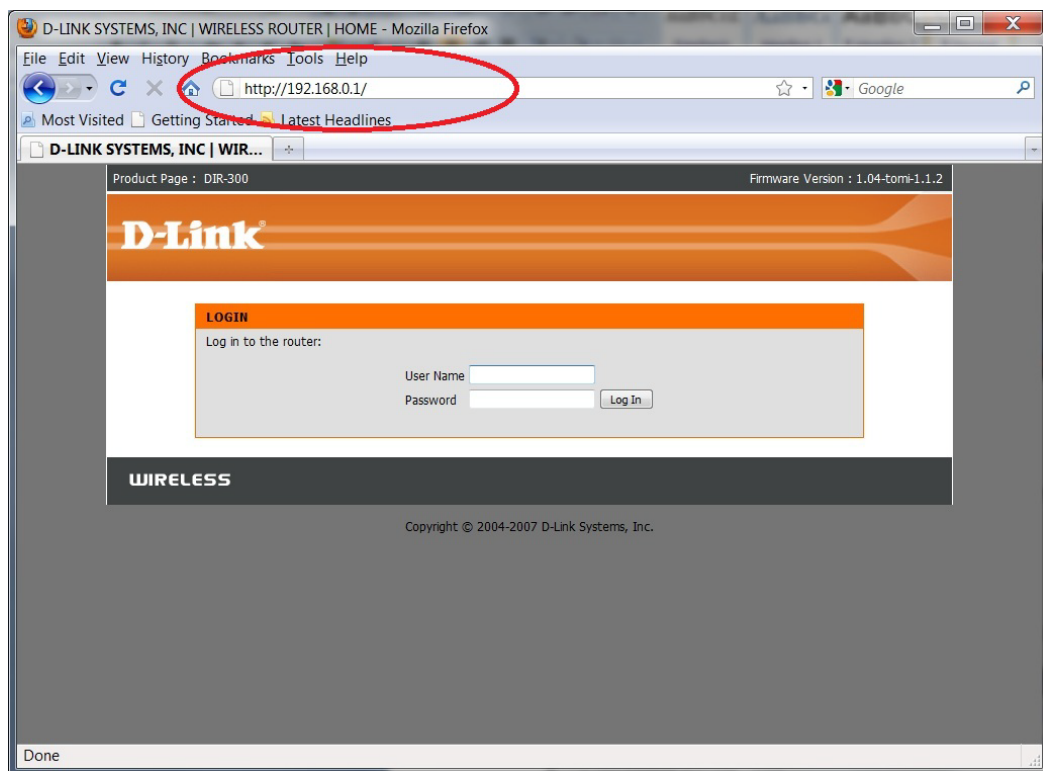 D-LINK SYSTEMS, INC | WIRELESS ROUTER | HOME - Mozilla Firefox
File Edit View History Bookmarks Tools Help
http://192.168.0.1/
Google
Most Visited Getting Started Latest Headlines
D-LINK SYSTEMS, INC | WIR...
Product Page : DIR-300 Firmware Version : 1.04-tomi-1.1.2
D-Link
LOGIN
Log in to the router:
User Name
Password Log In
WIRELESS
Copyright © 2004-2007 D-Link Systems, Inc.
Done